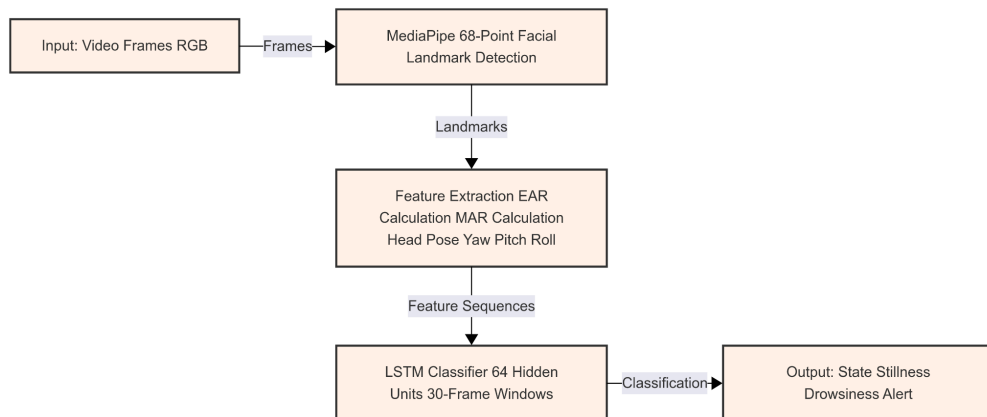 Input: Video Frames RGB
Frames
MediaPipe 68-Point Facial
Landmark Detection
Landmarks
Feature Extraction EAR
Calculation MAR Calculation
Head Pose Yaw Pitch Roll
Feature Sequences
LSTM Classifier 64 Hidden
Units 30-Frame Windows
Classification
Output: State Stillness
Drowsiness Alert